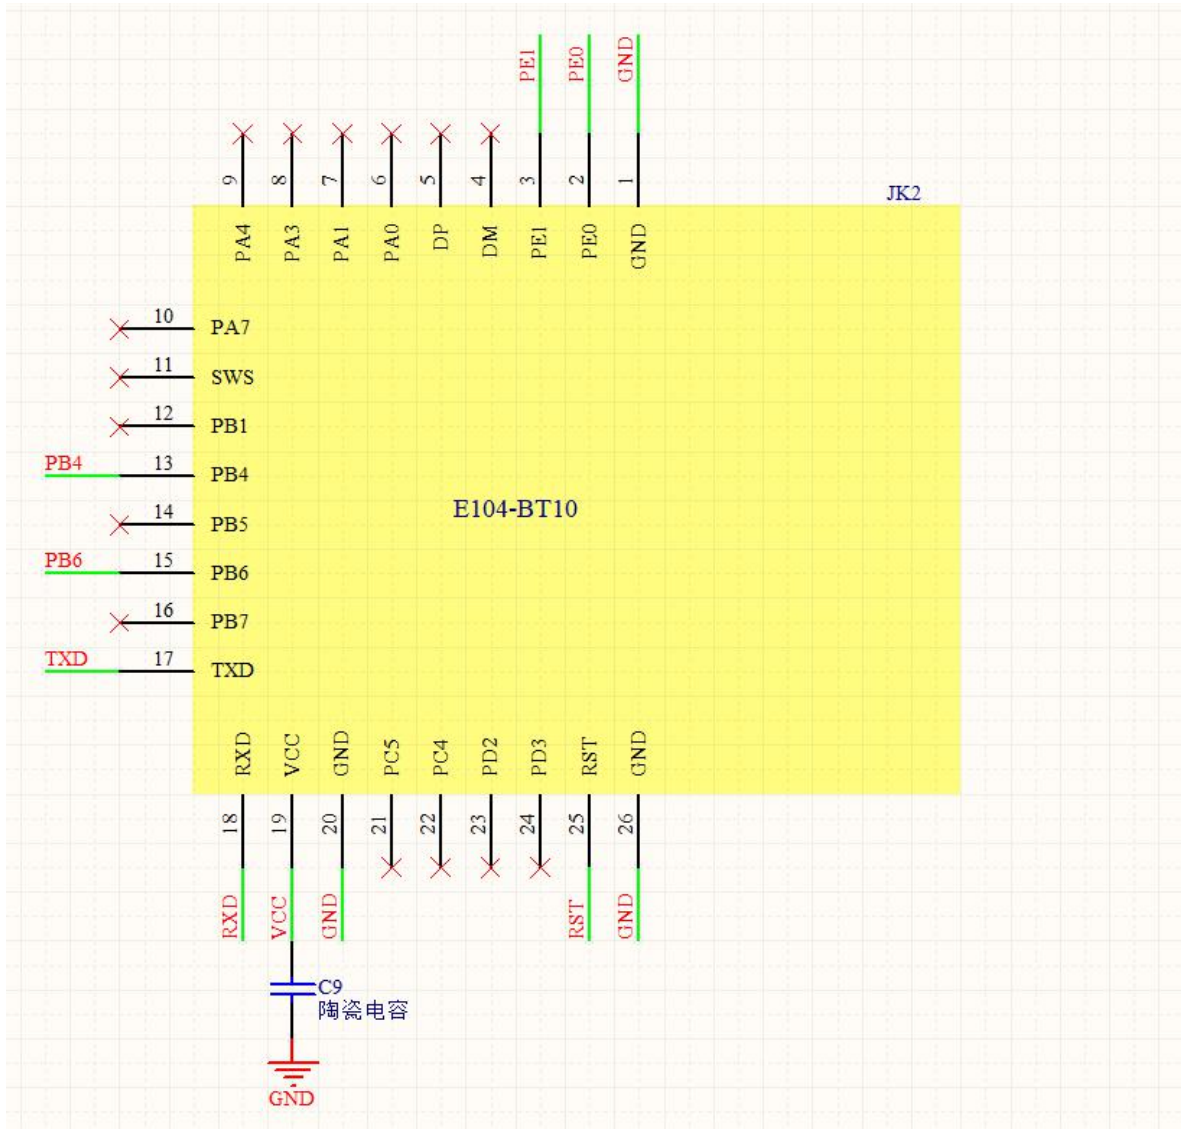 PE1 PE0 GND
9 8 7 6 5 4 3 2 1
JK2
PA4 PA3 PA1 PA0 DP DM PE1 PE0 GND
10 PA7
11 SWS
12 PB1
PB4 13 PB4
E104-BT10
14 PB5
PB6 15 PB6
16 PB7
TXD 17 TXD
RXD VCC GND PC5 PC4 PD2 PD3 RST GND
18 19 20 21 22 23 24 25 26
RXD VCC GND RST GND
C9
陶瓷电容
GND